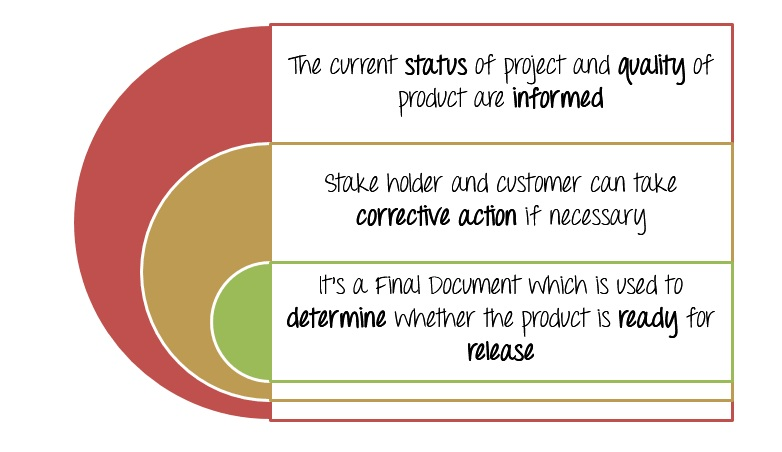 The current status of project and quality of
product are informed
Stake holder and customer can take
corrective action if necessary
It's a Final Document which is used to
determine whether the product is ready for
release